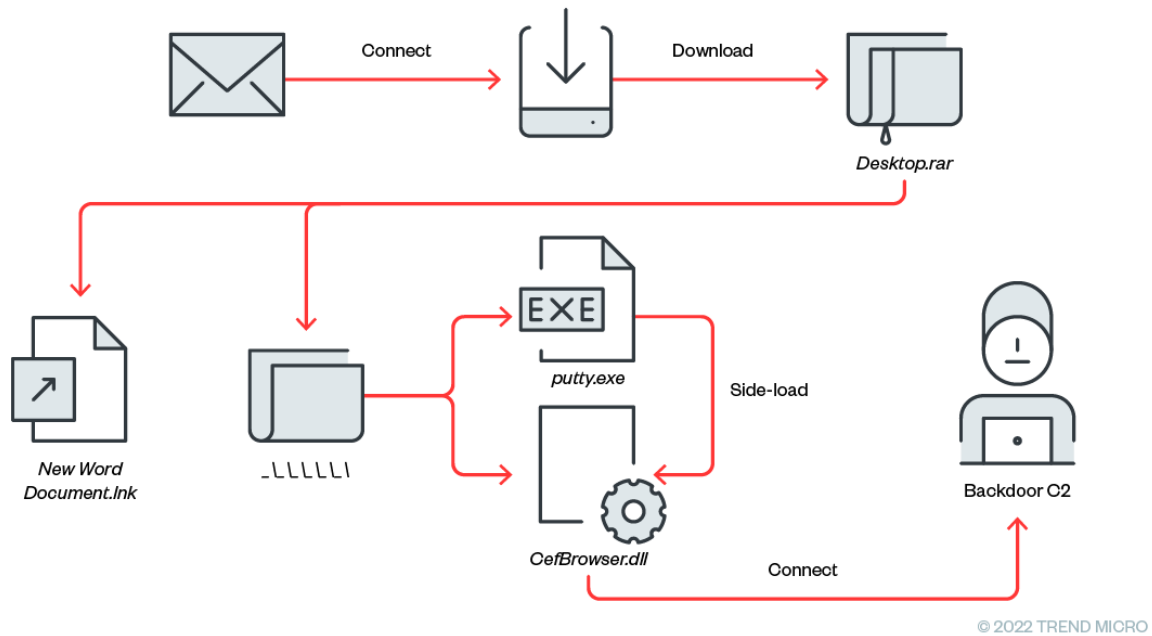 Connect
Download
Desktop.rar
EXE
putty.exe
Side-load
New Word
Document.lnk
CefBrowser.dll
Backdoor C2
Connect
© 2022 TREND MICRO